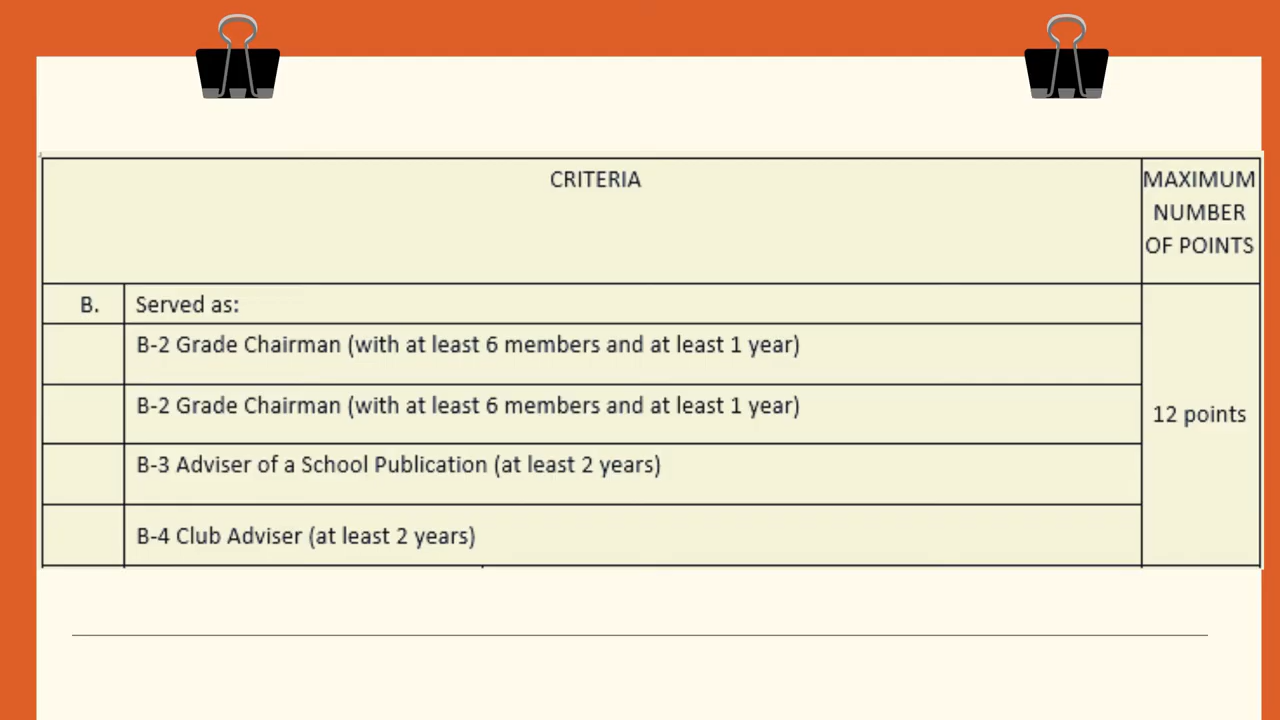 CRITERIA
MAXIMUM
NUMBER
OF POINTS
B. Served as:
B-2 Grade Chairman (with at least 6 members and at least 1 year)
B-2 Grade Chairman (with at least 6 members and at least 1 year)
12 points
B-3 Adviser of a School Publication (at least 2 years)
B-4 Club Adviser (at least 2 years)